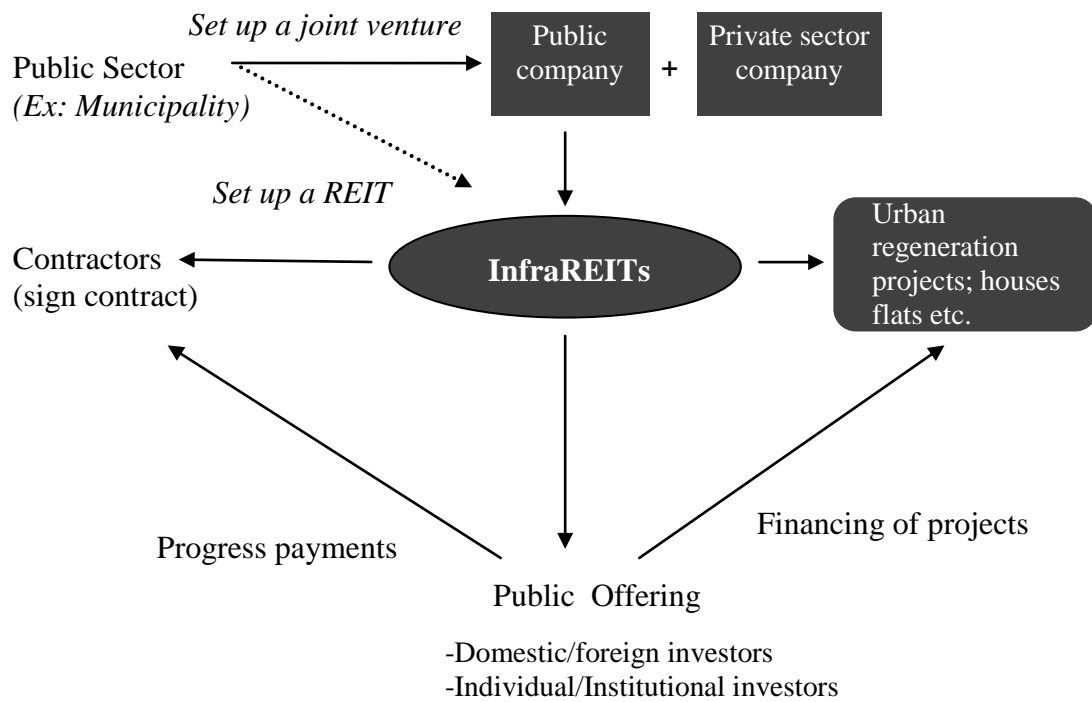 Set up a joint venture
Public
company
+
Private sector
company
Public Sector
(Ex: Municipality)
Set up a REIT
Contractors
(sign contract)
InfraREITs
Urban
regeneration
projects; houses
flats etc.
Progress payments
Financing of projects
Public Offering
-Domestic/foreign investors
-Individual/Institutional investors